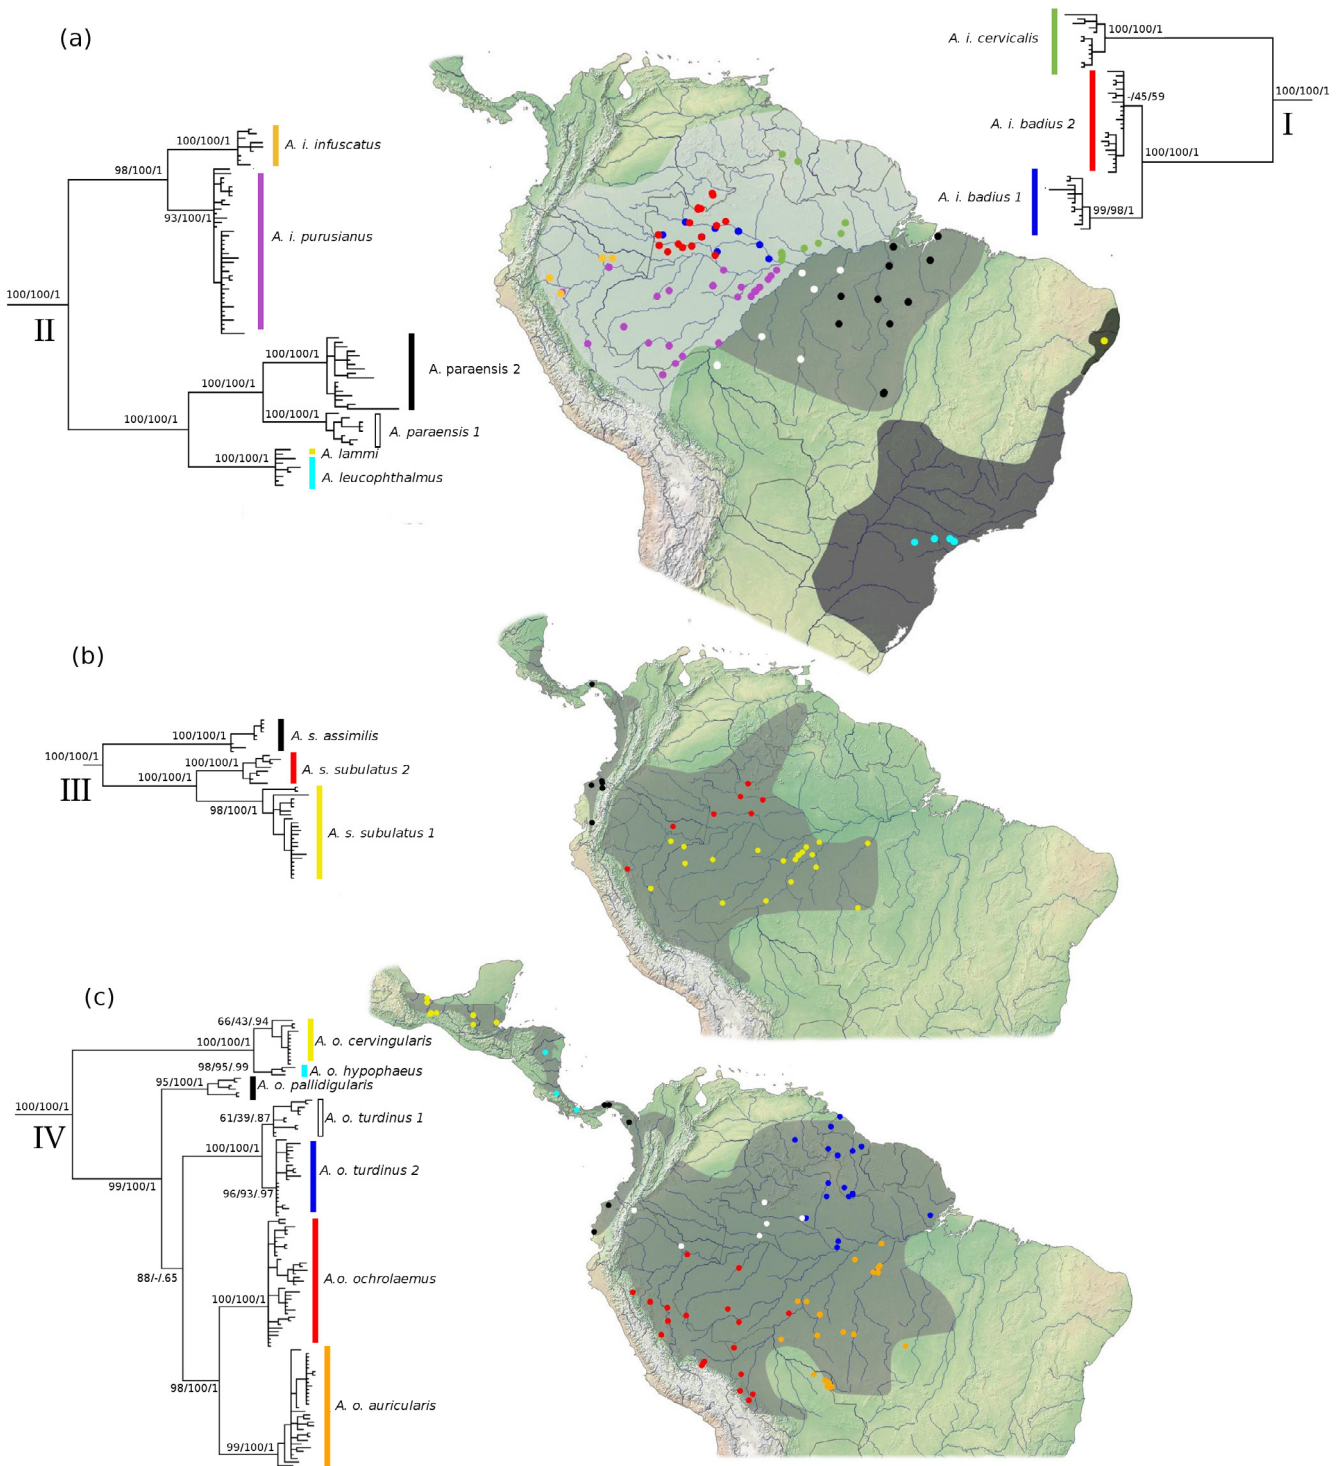 (a)
A. i. cervicalis
100/100/1
100/100/1
-/45/59
A. i. badius 2
I
100/100/1
A. i. badius 1
99/98/1
100/100/1
A. i. infuscatus
98/100/1
93/100/1
A. i. purusianus
100/100/1
II
100/100/1
A. paraensis 2
100/100/1
100/100/1
100/100/1
A. paraensis 1
100/100/1
A. lammi
A. leucophthalmus
(b)
100/100/1
A. s. assimilis
100/100/1
III
100/100/1
A. s. subulatus 2
98/100/1
A. s. subulatus 1
(c)
66/43/.94
100/100/1
A. o. cervingularis
98/95/.99
A. o. hypophaeus
95/100/1
A. o. pallidigularis
100/100/1
IV
61/39/.87
A. o. turdinus 1
100/100/1
A. o. turdinus 2
99/100/1
96/93/.97
88/-/.65
A.o. ochrolaemus
100/100/1
98/100/1
A. o. auricularis
99/100/1